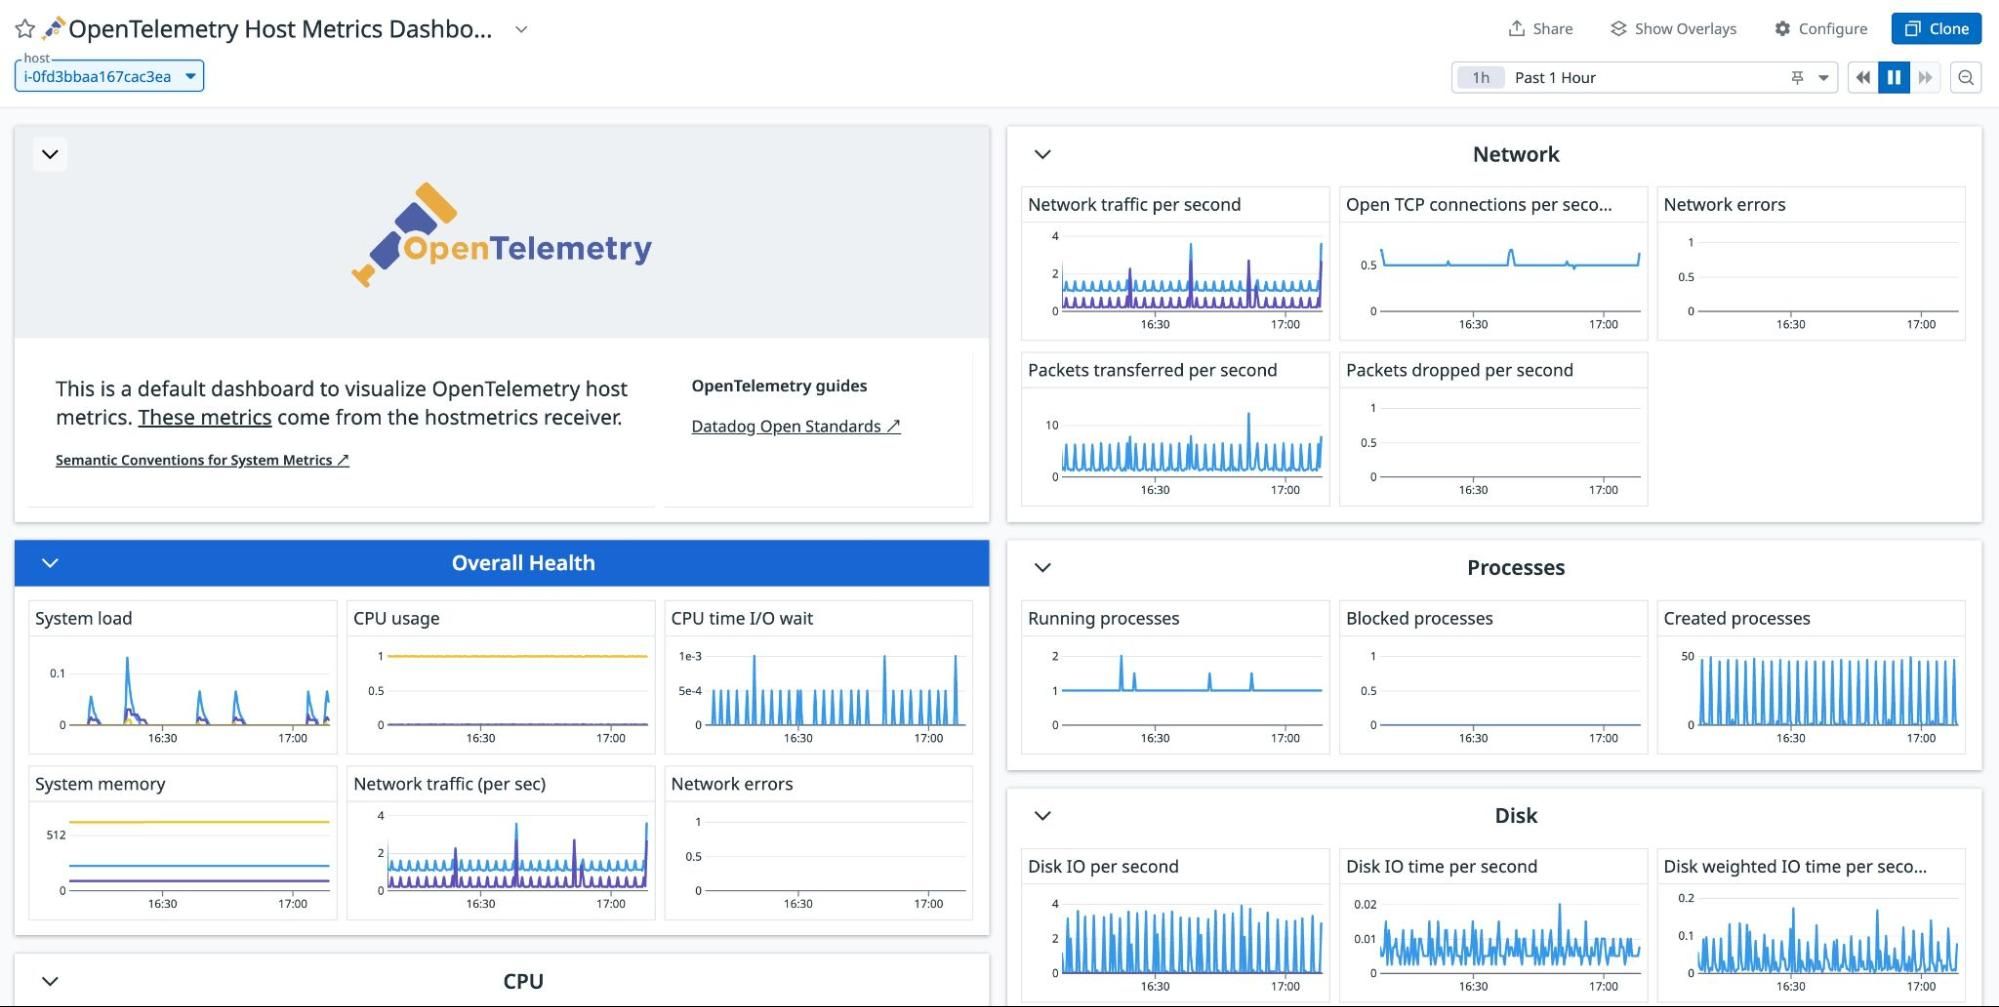 OpenTelemetry Host Metrics Dashbo...
Share
Show Overlays
Configure
Clone
host
i-0fd3bbaa167cac3ea
1h
Past 1 Hour
OpenTelemetry
This is a default dashboard to visualize OpenTelemetry host
metrics. These metrics come from the hostmetrics receiver.
Semantic Conventions for System Metrics ↗
OpenTelemetry guides
Datadog Open Standards ↗
Network
Network traffic per second
4
2
0
16:30
17:00
Open TCP connections per seco...
0.5
0
16:30
17:00
Network errors
1
0.5
0
16:30
17:00
Packets transferred per second
10
0
16:30
17:00
Packets dropped per second
1
0.5
0
16:30
17:00
Overall Health
System load
0.1
0
16:30
17:00
CPU usage
1
0.5
0
16:30
17:00
CPU time I/O wait
1e-3
5e-4
0
16:30
17:00
System memory
512
0
16:30
17:00
Network traffic (per sec)
4
2
0
16:30
17:00
Network errors
1
0.5
0
16:30
17:00
CPU
Processes
Running processes
2
1
0
16:30
17:00
Blocked processes
1
0.5
0
16:30
17:00
Created processes
50
0
16:30
17:00
Disk
Disk IO per second
4
2
0
16:30
17:00
Disk IO time per second
0.02
0.01
0
16:30
17:00
Disk weighted IO time per seco...
0.2
0.1
0
16:30
17:00